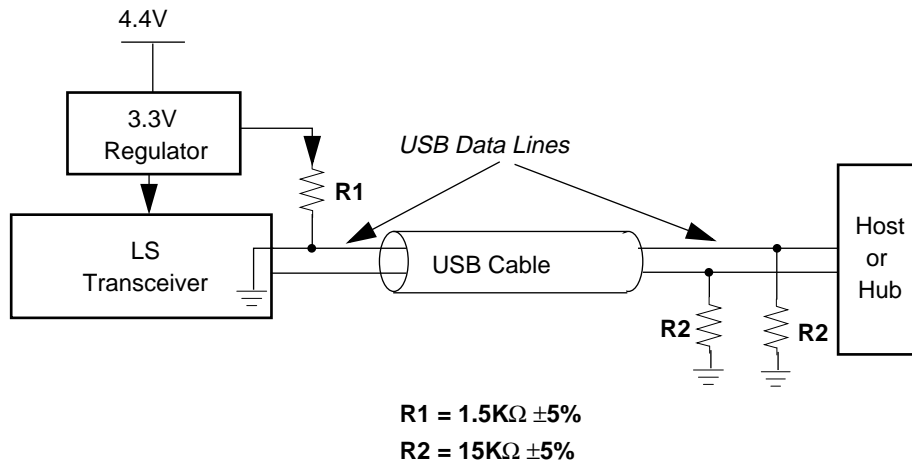 4.4V
3.3V
Regulator
R1
USB Data Lines
LS
Transceiver
USB Cable
Host
or
Hub
R2
R2
R1 = 1.5KΩ ±5%
R2 = 15KΩ ±5%